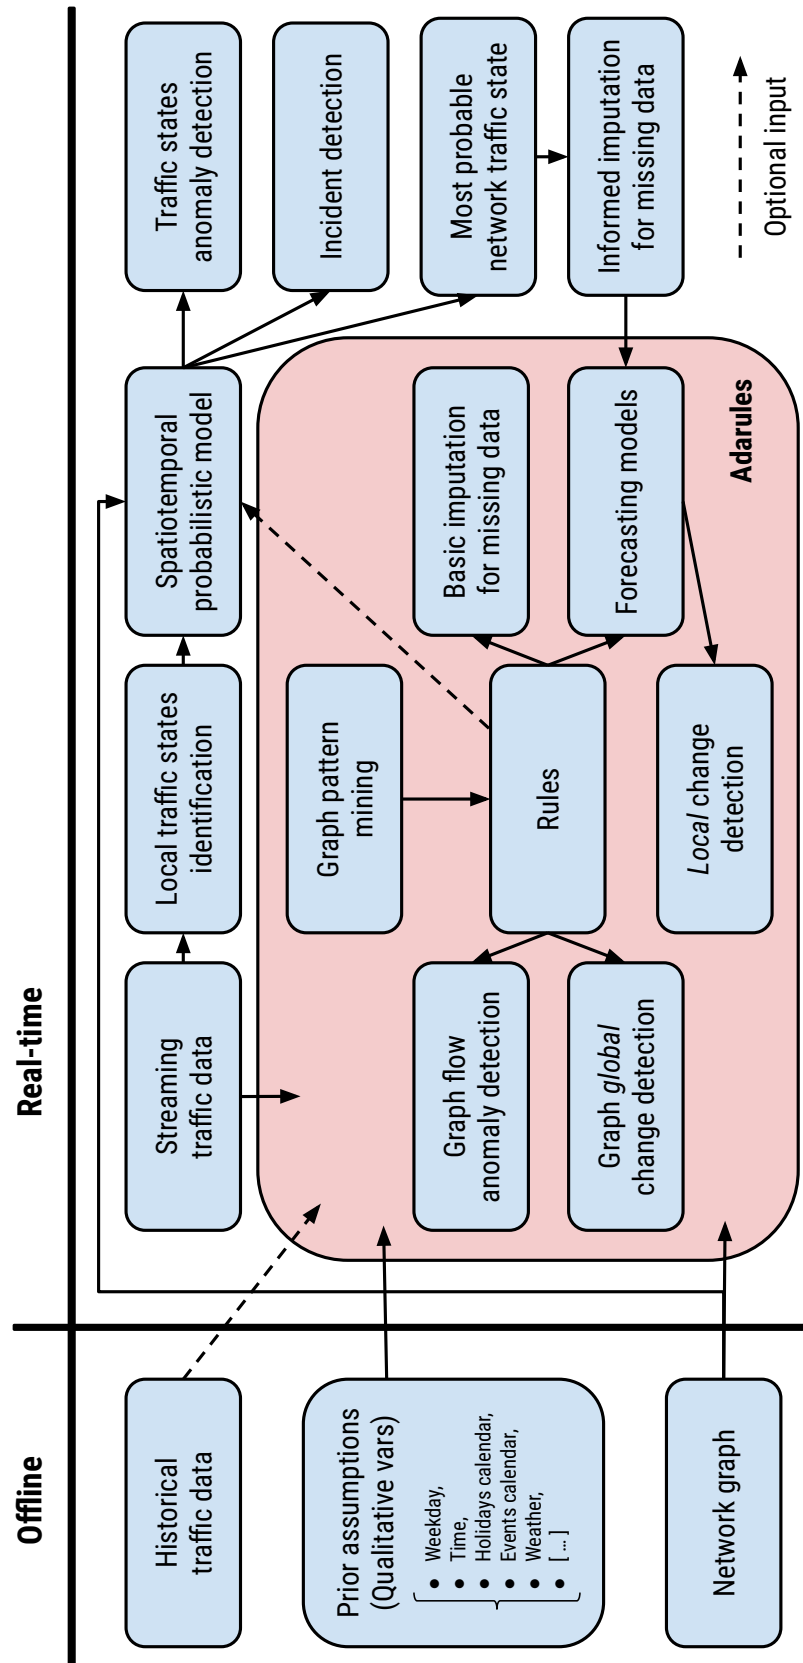 Offline
Real-time
Historical
traffic data
Prior assumptions
(Qualitative vars)
● Weekday,
● Time,
● Holidays calendar,
● Events calendar,
● Weather,
● [ ... ]
Network graph
Streaming
traffic data
Local traffic states
identification
Spatiotemporal
probabilistic model
Traffic states
anomaly detection
Incident detection
Most probable
network traffic state
Informed imputation
for missing data
Graph pattern
mining
Graph flow
anomaly detection
Graph global
change detection
Rules
Basic imputation
for missing data
Forecasting models
Local change
detection
Adarules
Optional input